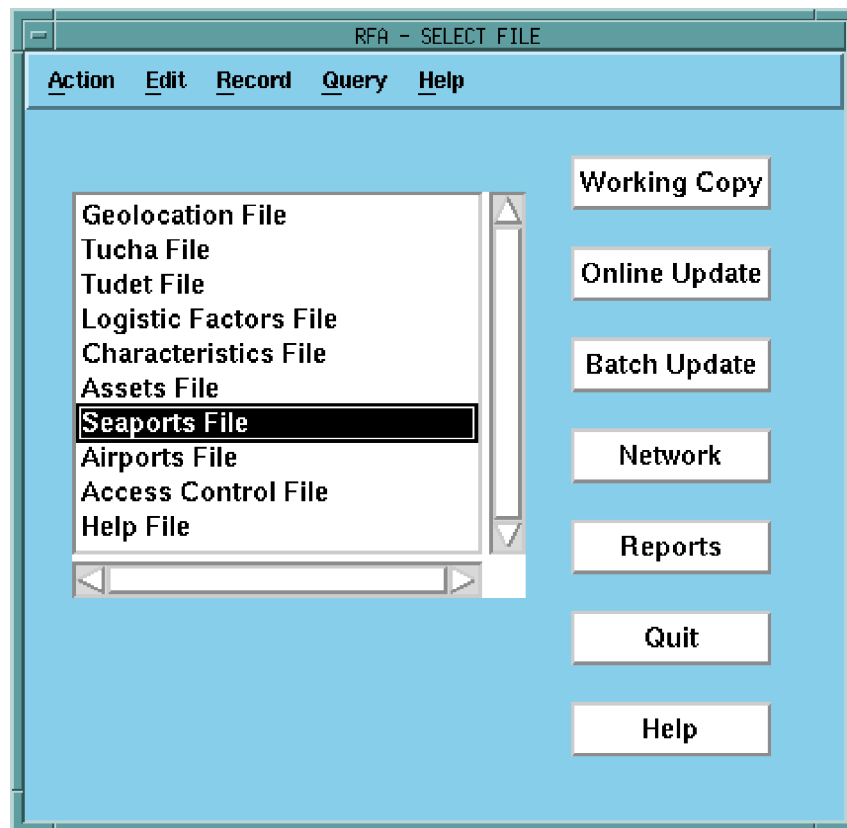 RFA - SELECT FILE
Action Edit Record Query Help
Geolocation File
Tucha File
Tudet File
Logistic Factors File
Characteristics File
Assets File
Seaports File
Airports File
Access Control File
Help File
Working Copy
Online Update
Batch Update
Network
Reports
Quit
Help